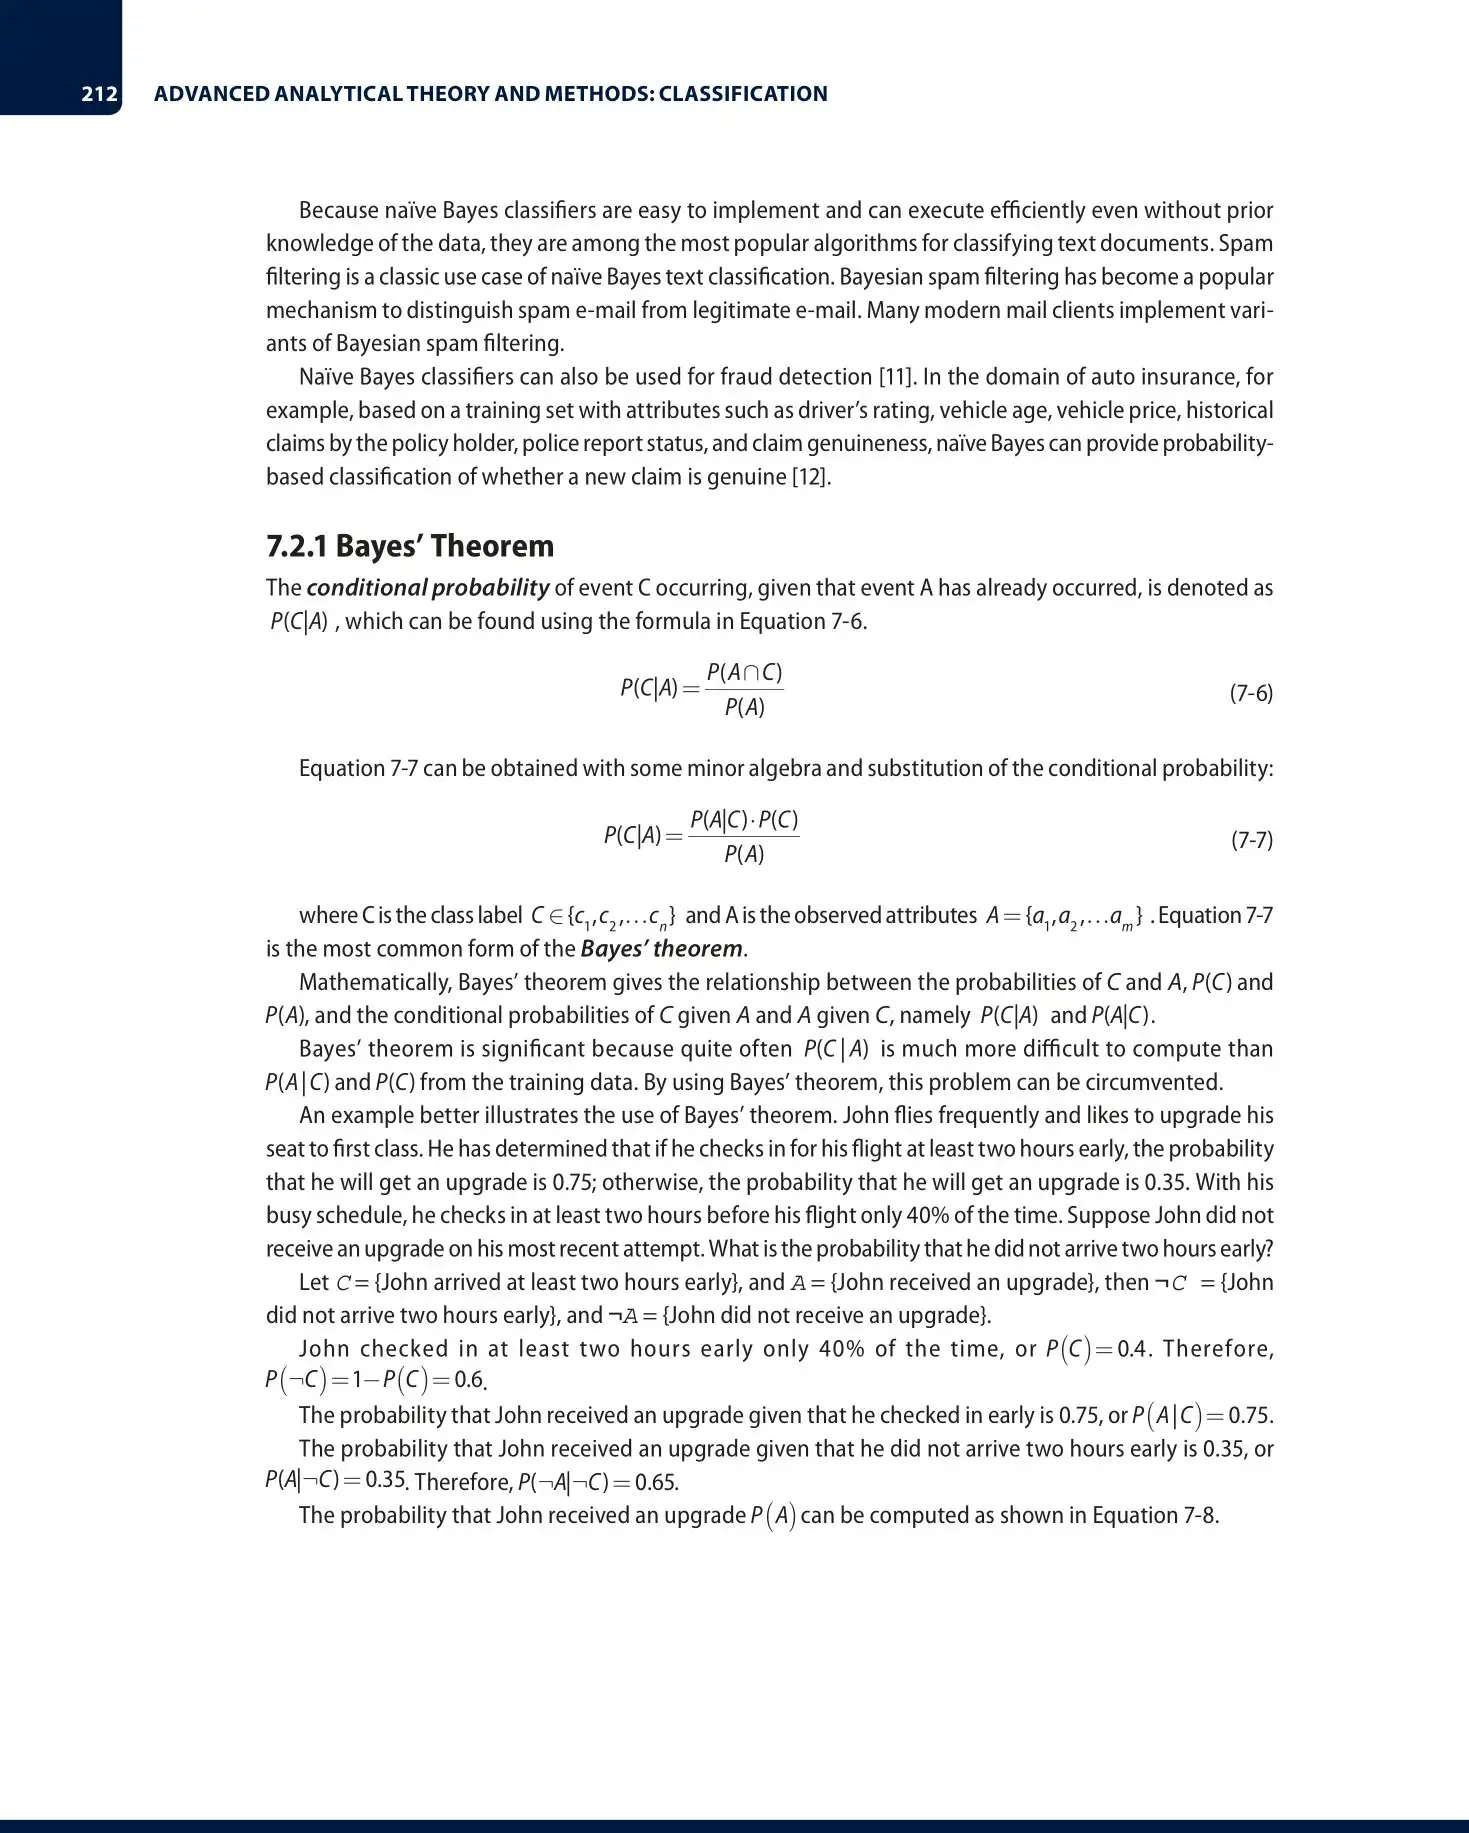 212 ADVANCED ANALYTICAL THEORY AND METHODS: CLASSIFICATION
Because naïve Bayes classifiers are easy to implement and can execute efficiently even without prior
knowledge of the data, they are among the most popular algorithms for classifying text documents. Spam
filtering is a classic use case of naïve Bayes text classification. Bayesian spam filtering has become a popular
mechanism to distinguish spam e-mail from legitimate e-mail. Many modern mail clients implement vari-
ants of Bayesian spam filtering.
Naïve Bayes classifiers can also be used for fraud detection [11]. In the domain of auto insurance, for
example, based on a training set with attributes such as driver's rating, vehicle age, vehicle price, historical
claims by the policy holder, police report status, and claim genuineness, naïve Bayes can provide probability-
based classification of whether a new claim is genuine [12].
7.2.1 Bayes' Theorem
The conditional probability of event C occurring, given that event A has already occurred, is denoted as
P(C|A) , which can be found using the formula in Equation 7-6.
P(C|A) = P(A∩C) / P(A) (7-6)
Equation 7-7 can be obtained with some minor algebra and substitution of the conditional probability:
P(C|A) = P(A|C)·P(C) / P(A) (7-7)
where C is the class label C ∈ {c₁,c₂,…cₙ} and A is the observed attributes A = {a₁,a₂,…aₘ} . Equation 7-7
is the most common form of the Bayes' theorem.
Mathematically, Bayes' theorem gives the relationship between the probabilities of C and A, P(C) and
P(A), and the conditional probabilities of C given A and A given C, namely P(C|A) and P(A|C).
Bayes' theorem is significant because quite often P(C | A) is much more difficult to compute than
P(A | C) and P(C) from the training data. By using Bayes' theorem, this problem can be circumvented.
An example better illustrates the use of Bayes' theorem. John flies frequently and likes to upgrade his
seat to first class. He has determined that if he checks in for his flight at least two hours early, the probability
that he will get an upgrade is 0.75; otherwise, the probability that he will get an upgrade is 0.35. With his
busy schedule, he checks in at least two hours before his flight only 40% of the time. Suppose John did not
receive an upgrade on his most recent attempt. What is the probability that he did not arrive two hours early?
Let C = {John arrived at least two hours early}, and A = {John received an upgrade}, then ¬C = {John
did not arrive two hours early}, and ¬A = {John did not receive an upgrade}.
John checked in at least two hours early only 40% of the time, or P(C) = 0.4. Therefore,
P(¬C) = 1−P(C) = 0.6.
The probability that John received an upgrade given that he checked in early is 0.75, or P(A|C) = 0.75.
The probability that John received an upgrade given that he did not arrive two hours early is 0.35, or
P(A|¬C) = 0.35. Therefore, P(¬A|¬C) = 0.65.
The probability that John received an upgrade P(A) can be computed as shown in Equation 7-8.